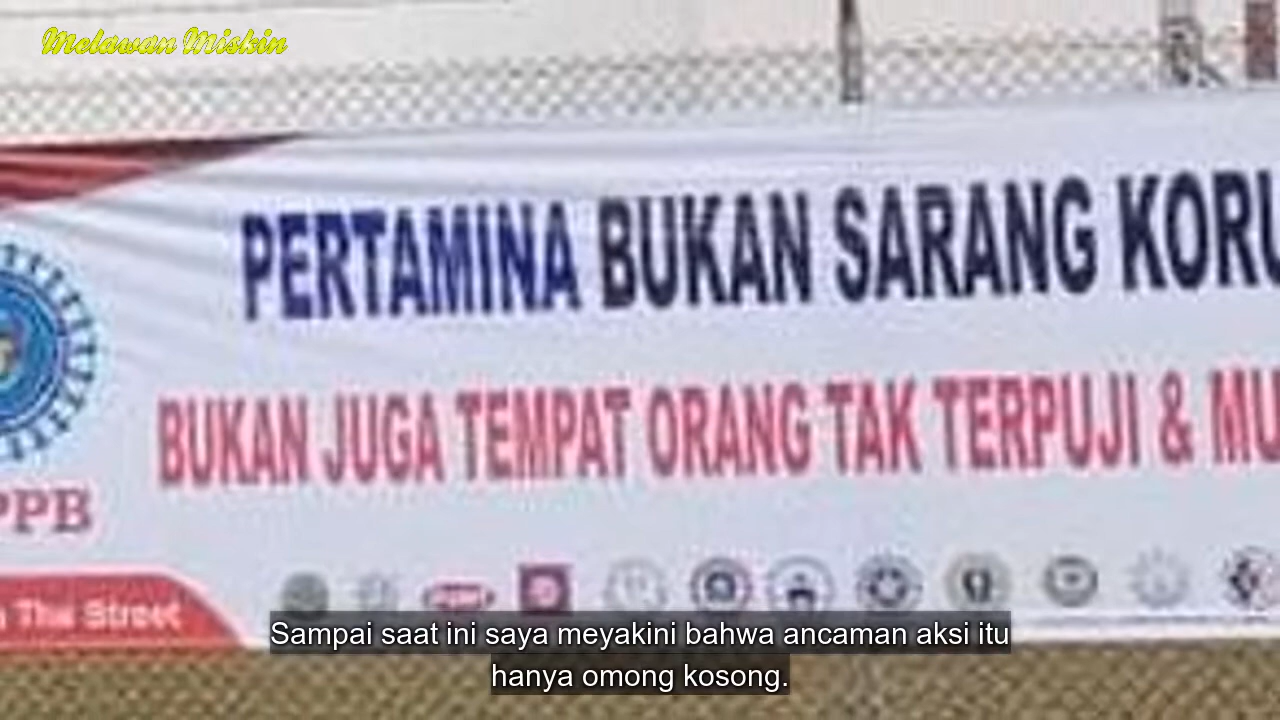 Melawan Miskin
PERTAMINA BUKAN SARANG KORU
BUKAN JUGA TEMPAT ORANG TAK TERPUJI & MU
PPB
The Street
Sampai saat ini saya meyakini bahwa ancaman aksi itu
hanya omong kosong.